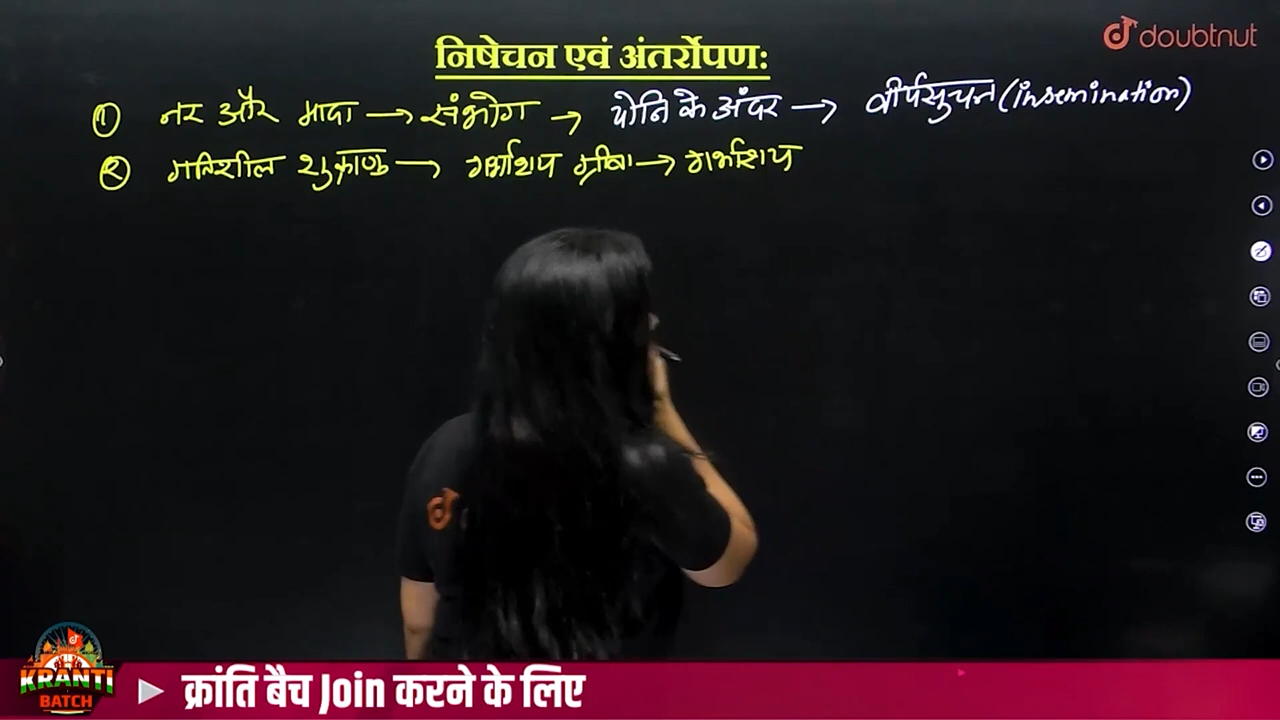 doubtnut
निषेचन एवं अंतर्रोपण:
① नर और मादा → संभोग → योनि के अंदर → वीर्यसुचन (insemination)
② गतिशील शुक्राणु → गर्भाशय ग्रीवा → गर्भाशय
KRANTI
BATCH
क्रांति बैच Join करने के लिए